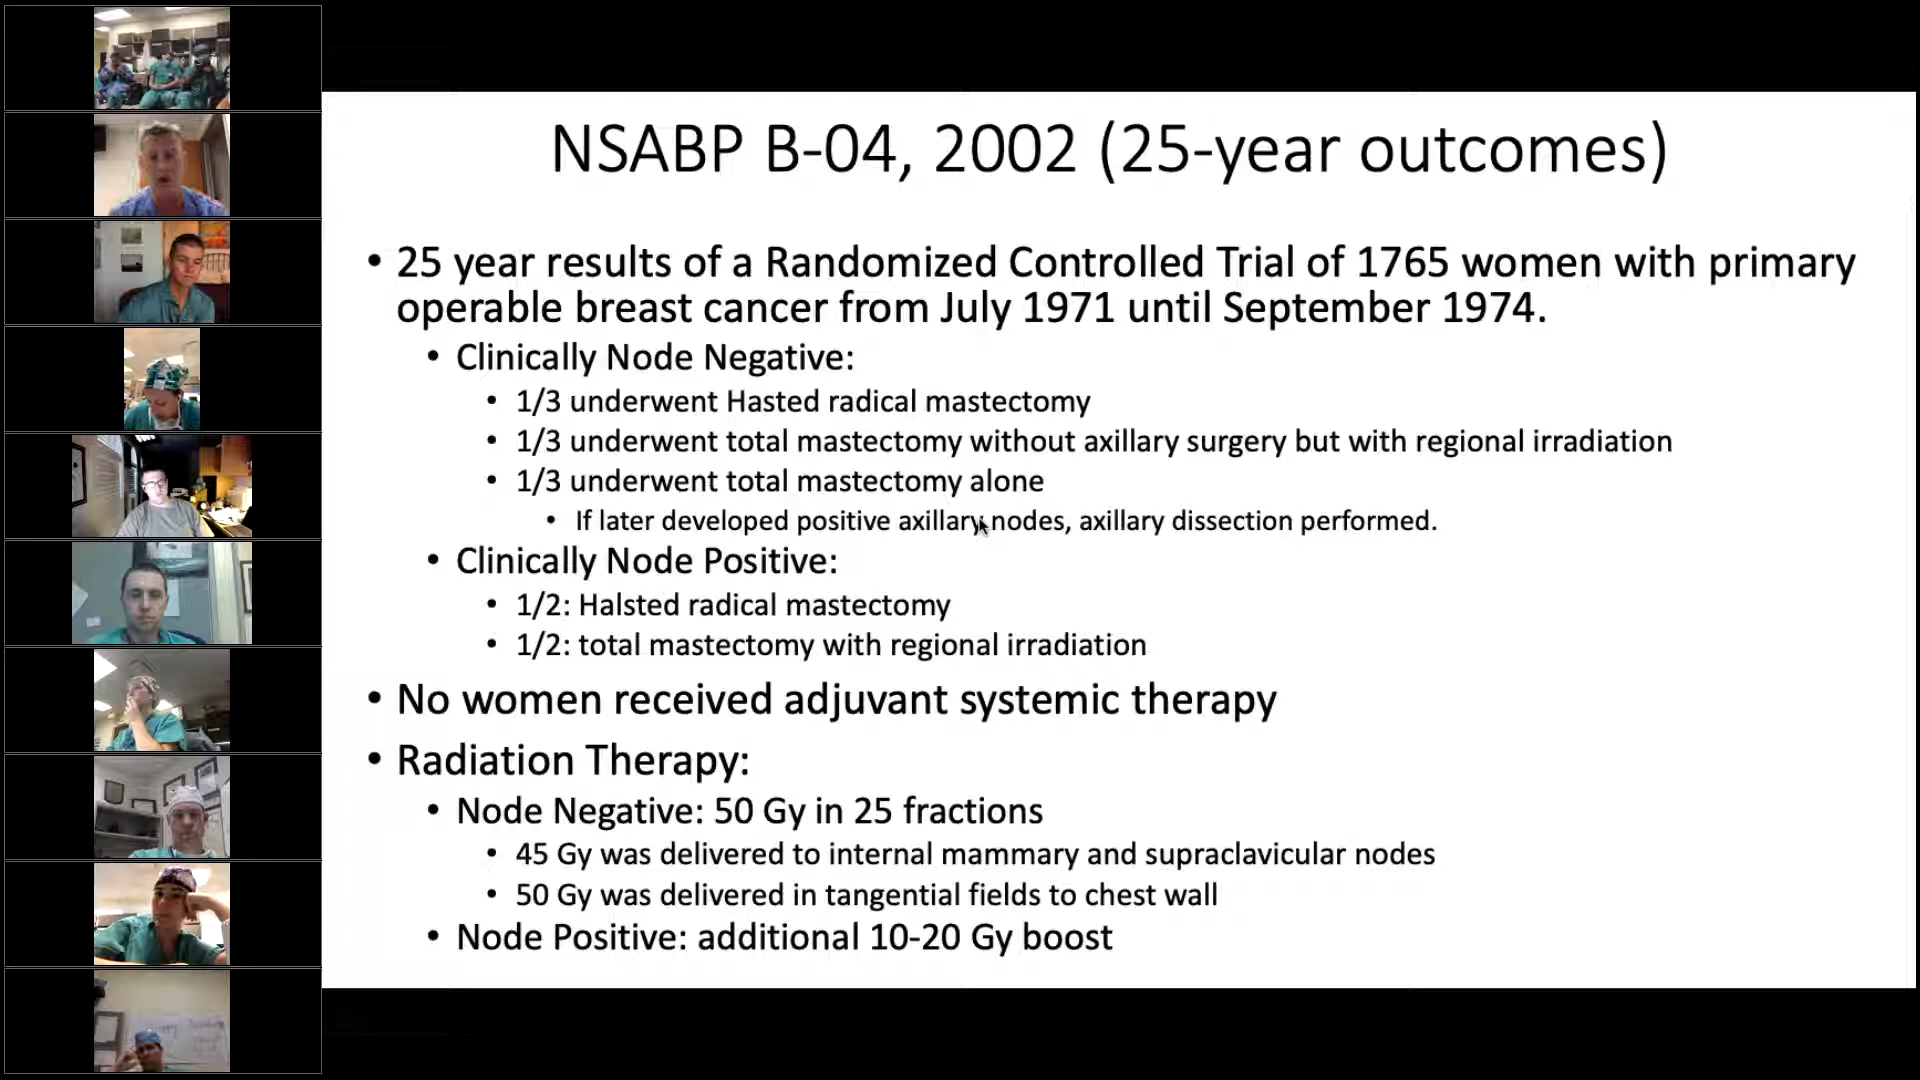 NSABP B-04, 2002 (25-year outcomes)
• 25 year results of a Randomized Controlled Trial of 1765 women with primary
operable breast cancer from July 1971 until September 1974.
• Clinically Node Negative:
• 1/3 underwent Hasted radical mastectomy
• 1/3 underwent total mastectomy without axillary surgery but with regional irradiation
• 1/3 underwent total mastectomy alone
• If later developed positive axillary nodes, axillary dissection performed.
• Clinically Node Positive:
• 1/2: Halsted radical mastectomy
• 1/2: total mastectomy with regional irradiation
• No women received adjuvant systemic therapy
• Radiation Therapy:
• Node Negative: 50 Gy in 25 fractions
• 45 Gy was delivered to internal mammary and supraclavicular nodes
• 50 Gy was delivered in tangential fields to chest wall
• Node Positive: additional 10-20 Gy boost